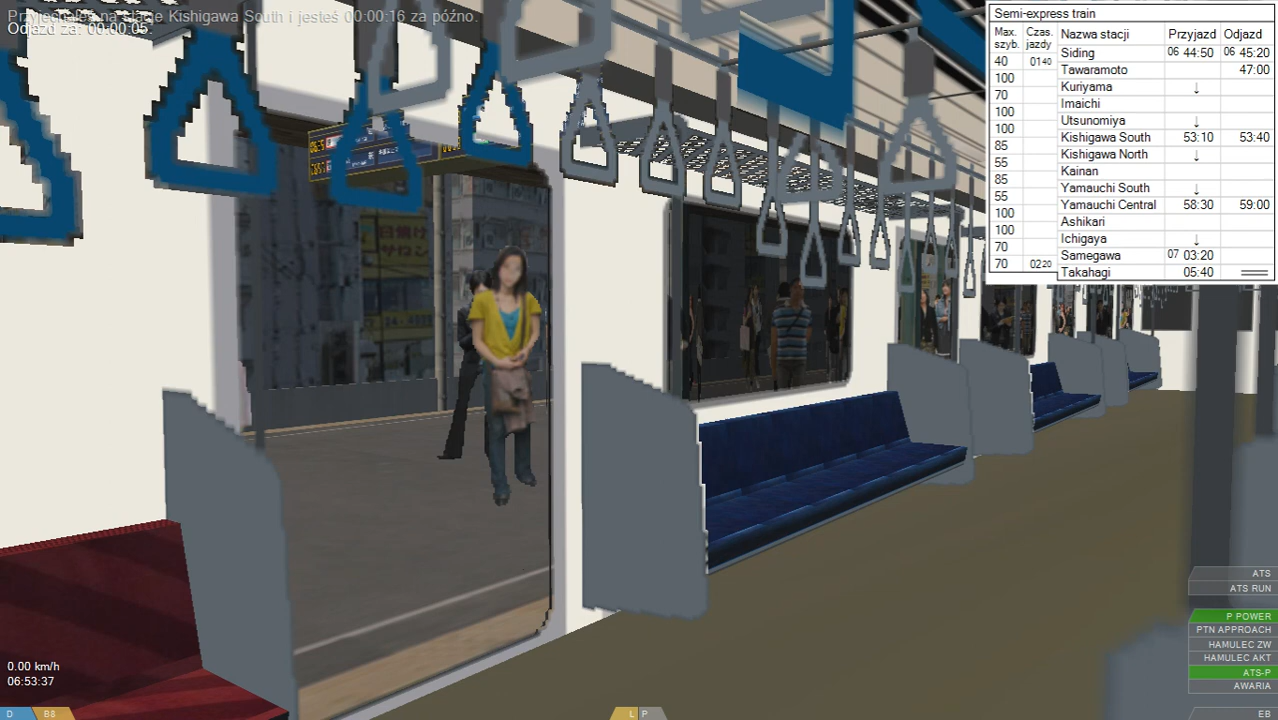 Przyjechałeś na stację Kishigawa South i jesteś 00:00:16 za późno.
Odjazd za: 00:00:05.
Semi-express train
Max. szyb. Czas. jazdy Nazwa stacji Przyjazd Odjazd
40 01 40 Siding 06 44:50 06 45:20
100 Tawaramoto 47:00
70 Kuriyama ↓
100 Imaichi
100 Utsunomiya ↓
85 Kishigawa South 53:10 53:40
55 Kishigawa North ↓
85 Kainan
55 Yamauchi South ↓
100 Yamauchi Central 58:30 59:00
100 Ashikari
70 Ichigaya ↓
70 02 20 Samegawa 07 03:20
Takahagi 05:40
ATS
ATS RUN
P POWER
PTN APPROACH
HAMULEC ZW
HAMULEC AKT
ATS-P
AWARIA
EB
0.00 km/h
06:53:37
D B8
L P